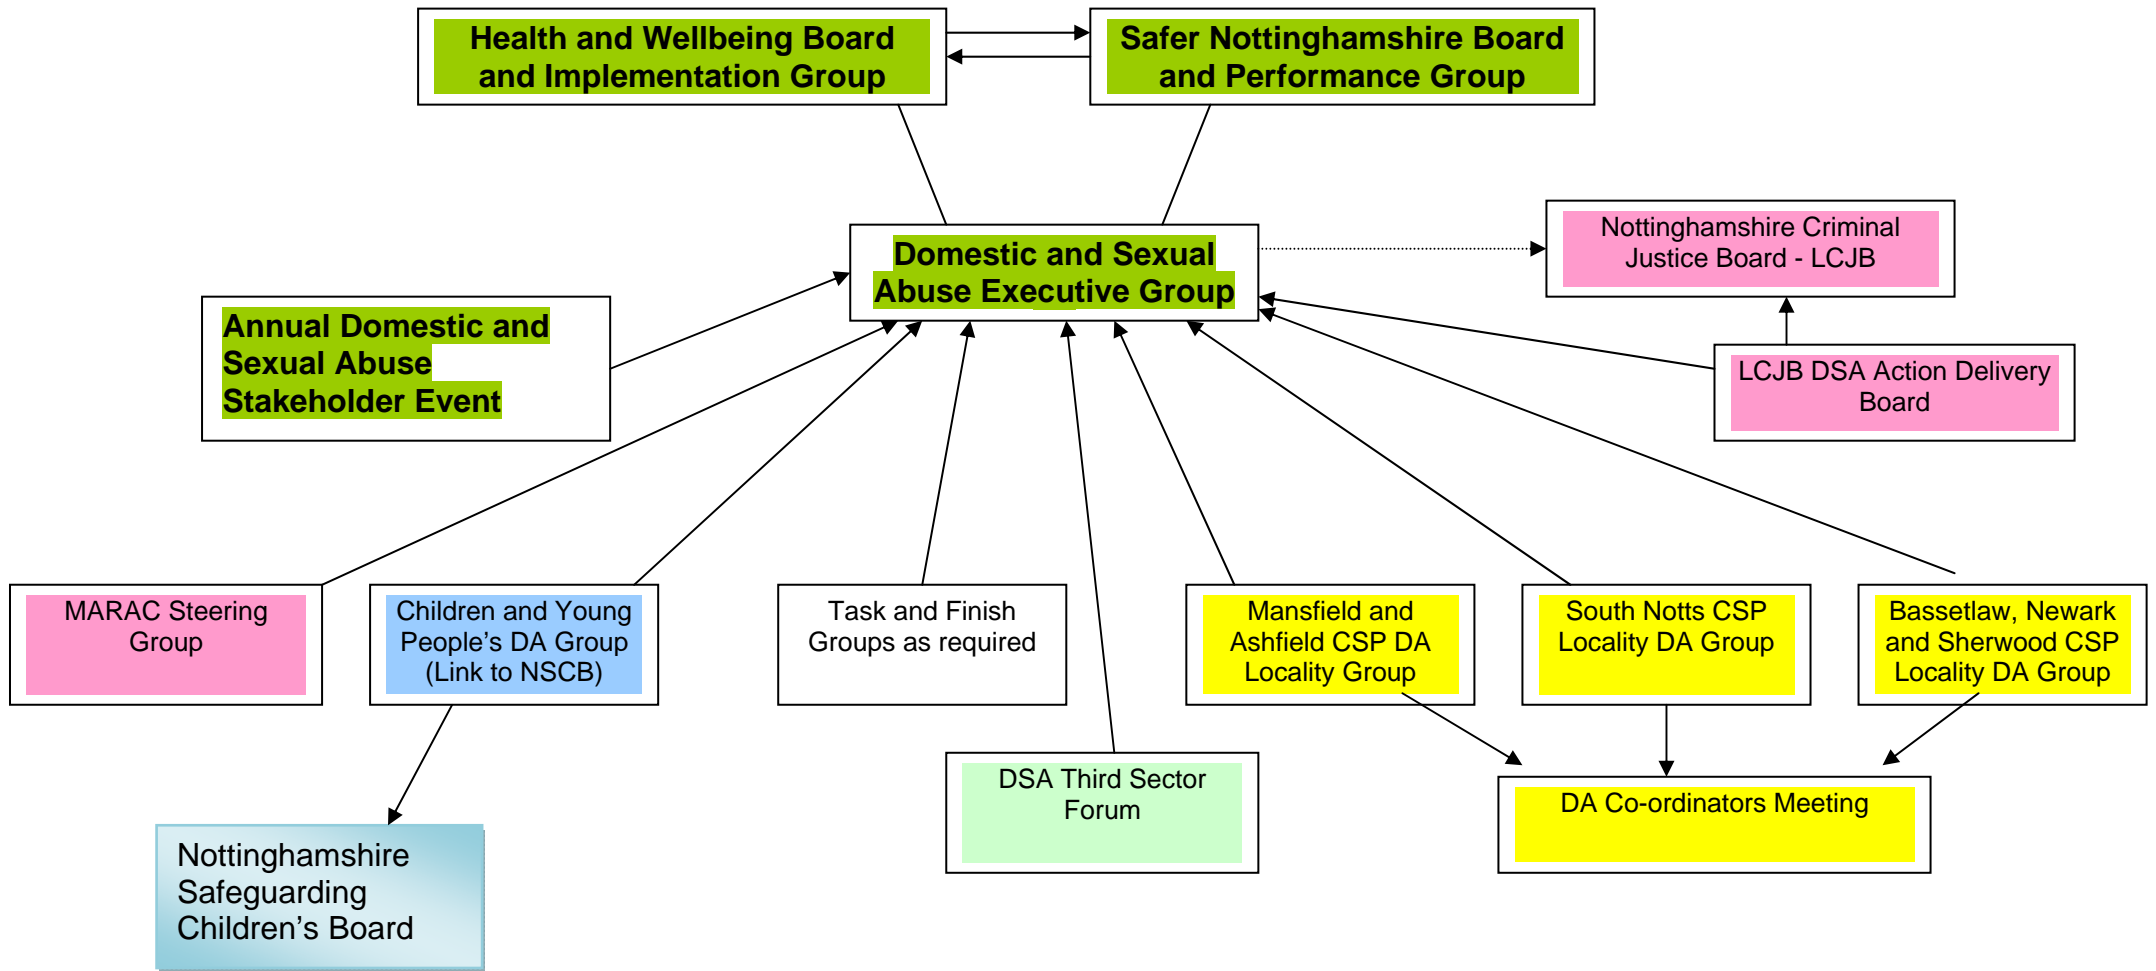 Health and Wellbeing Board
and Implementation Group
Safer Nottinghamshire Board
and Performance Group
Nottinghamshire Criminal
Justice Board - LCJB
Domestic and Sexual
Abuse Executive Group
Annual Domestic and
Sexual Abuse
Stakeholder Event
LCJB DSA Action Delivery
Board
MARAC Steering
Group
Children and Young
People’s DA Group
(Link to NSCB)
Task and Finish
Groups as required
Mansfield and
Ashfield CSP DA
Locality Group
South Notts CSP
Locality DA Group
Bassetlaw, Newark
and Sherwood CSP
Locality DA Group
DSA Third Sector
Forum
DA Co-ordinators Meeting
Nottinghamshire
Safeguarding
Children’s Board